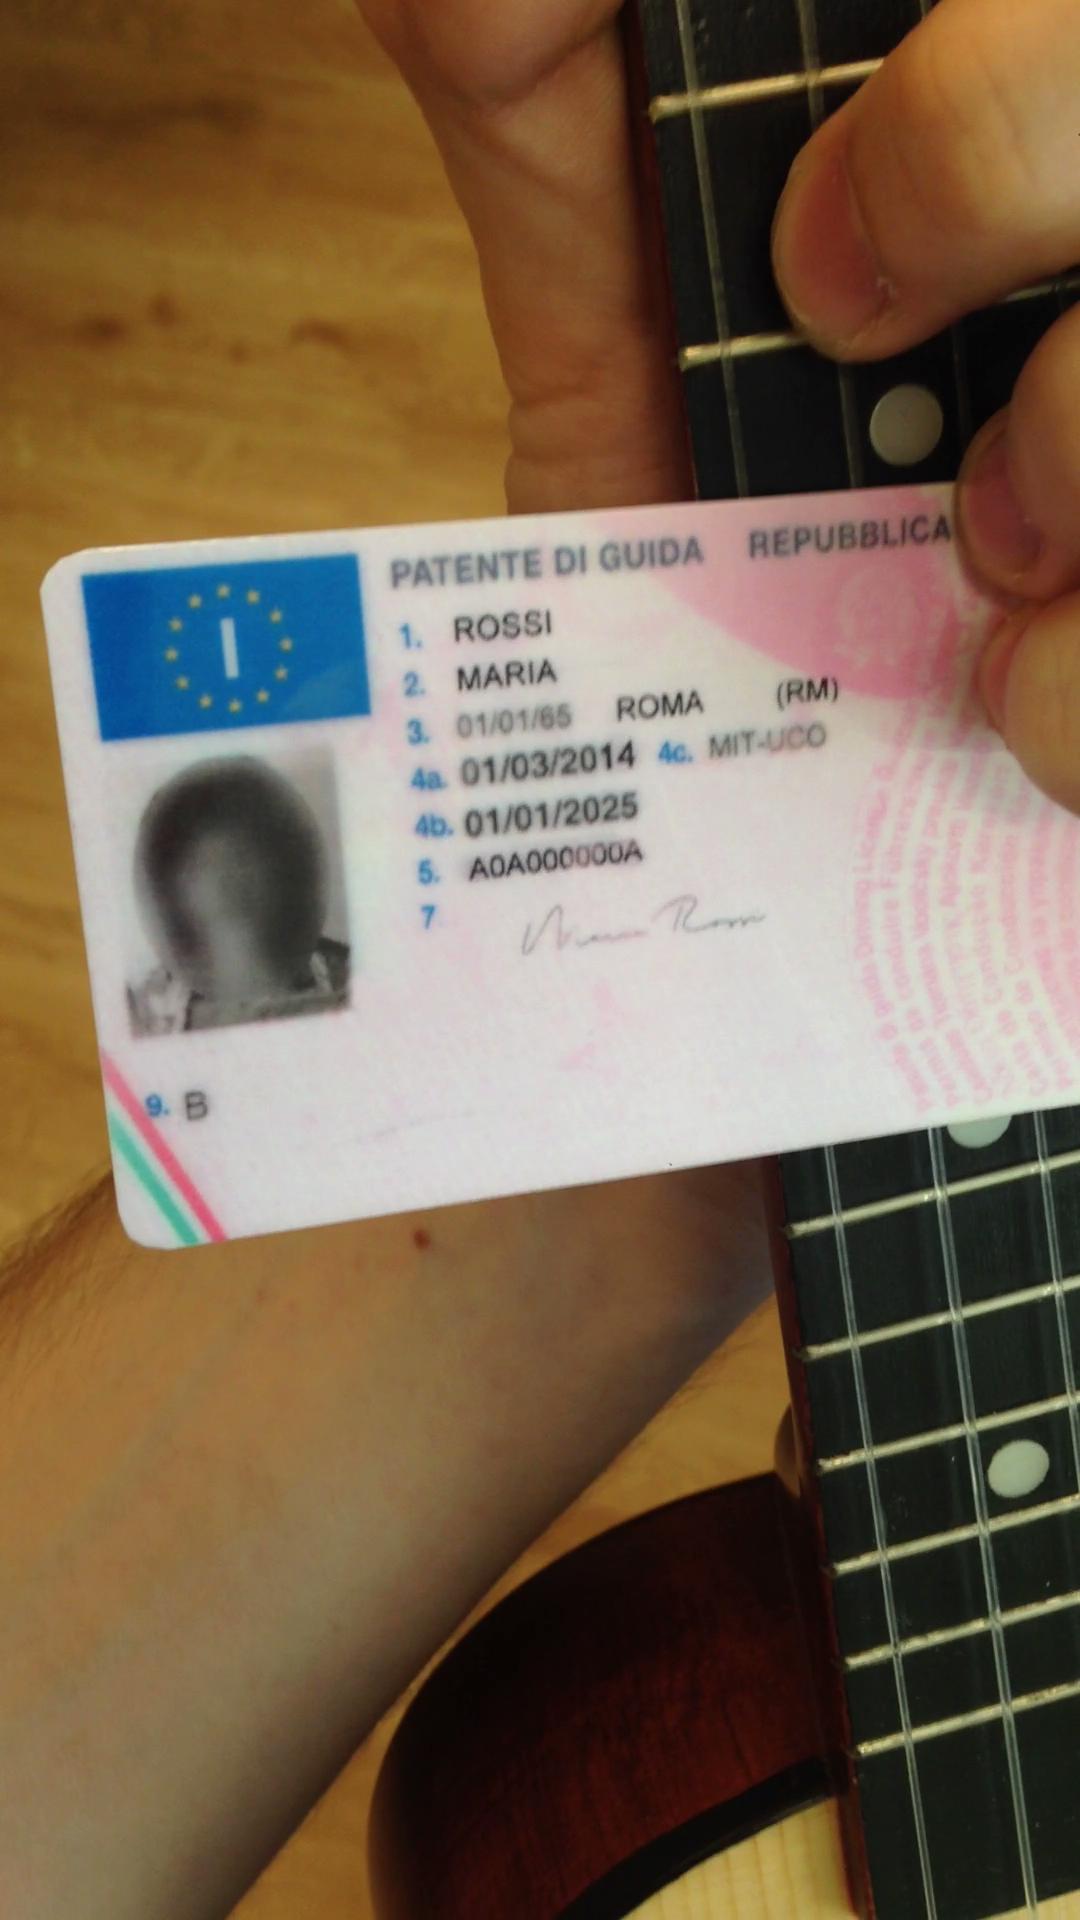 PATENTE DI GUIDA REPUBBLICA
I
1. ROSSI
2. MARIA
3. 01/01/65 ROMA (RM)
4a. 01/03/2014 4c. MIT-UCO
4b. 01/01/2025
5. A0A000000A
7 Maria Rossi
9. B